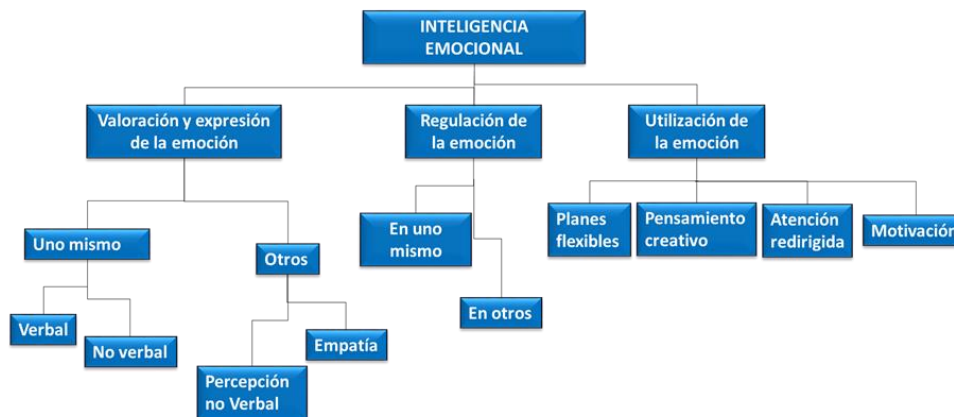 INTELIGENCIA
EMOCIONAL
Valoración y expresión
de la emoción
Regulación de
la emoción
Utilización de
la emoción
Planes
flexibles
Pensamiento
creativo
Atención
redirigida
Motivación
En uno
mismo
Uno mismo
Otros
En otros
Verbal
No verbal
Empatía
Percepción
no Verbal